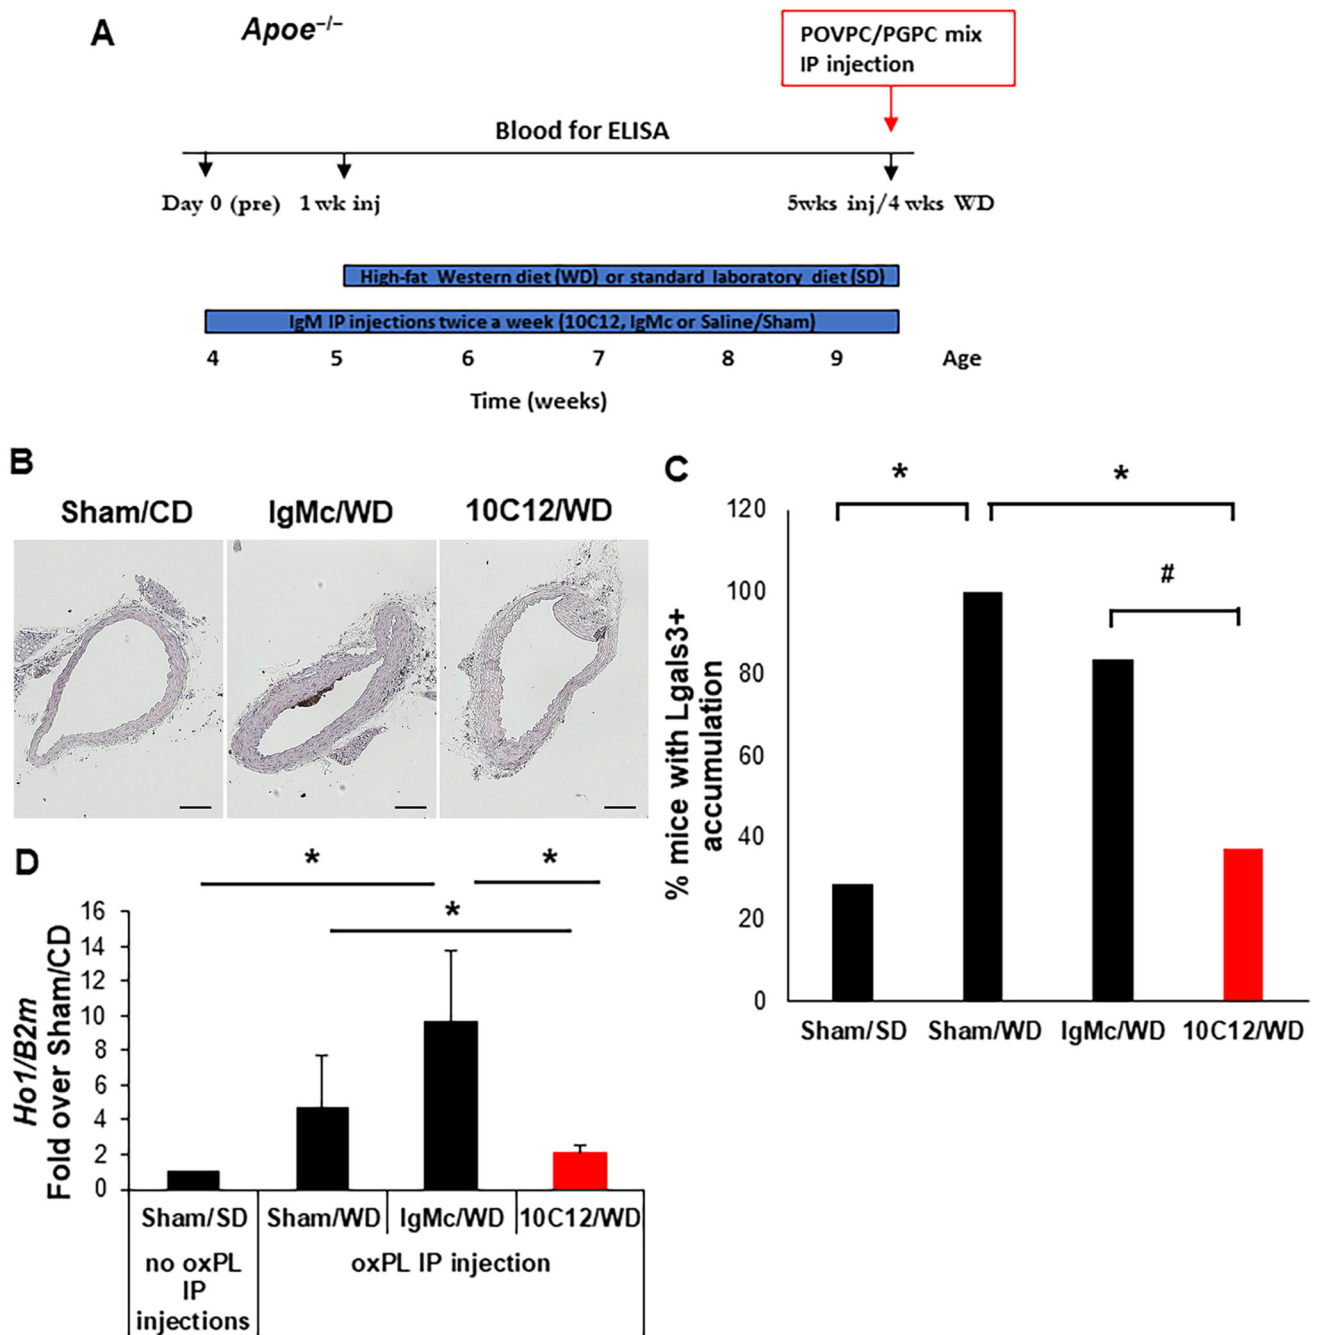 A
Apoe–/–
POVPC/PGPC mix
IP injection
Blood for ELISA
Day 0 (pre)
1 wk inj
5wks inj/4 wks WD
High-fat Western diet (WD) or standard laboratory diet (SD)
IgM IP injections twice a week (10C12, IgMc or Saline/Sham)
4 5 6 7 8 9 Age
Time (weeks)
B
Sham/CD
IgMc/WD
10C12/WD
C
% mice with Lgals3+
accumulation
120
100
80
60
40
20
0
*
*
#
Sham/SD
Sham/WD
IgMc/WD
10C12/WD
D
Ho1/B2m
Fold over Sham/CD
16
14
12
10
8
6
4
2
0
*
*
*
Sham/SD
Sham/WD
IgMc/WD
10C12/WD
no oxPL
IP
injections
oxPL IP injection